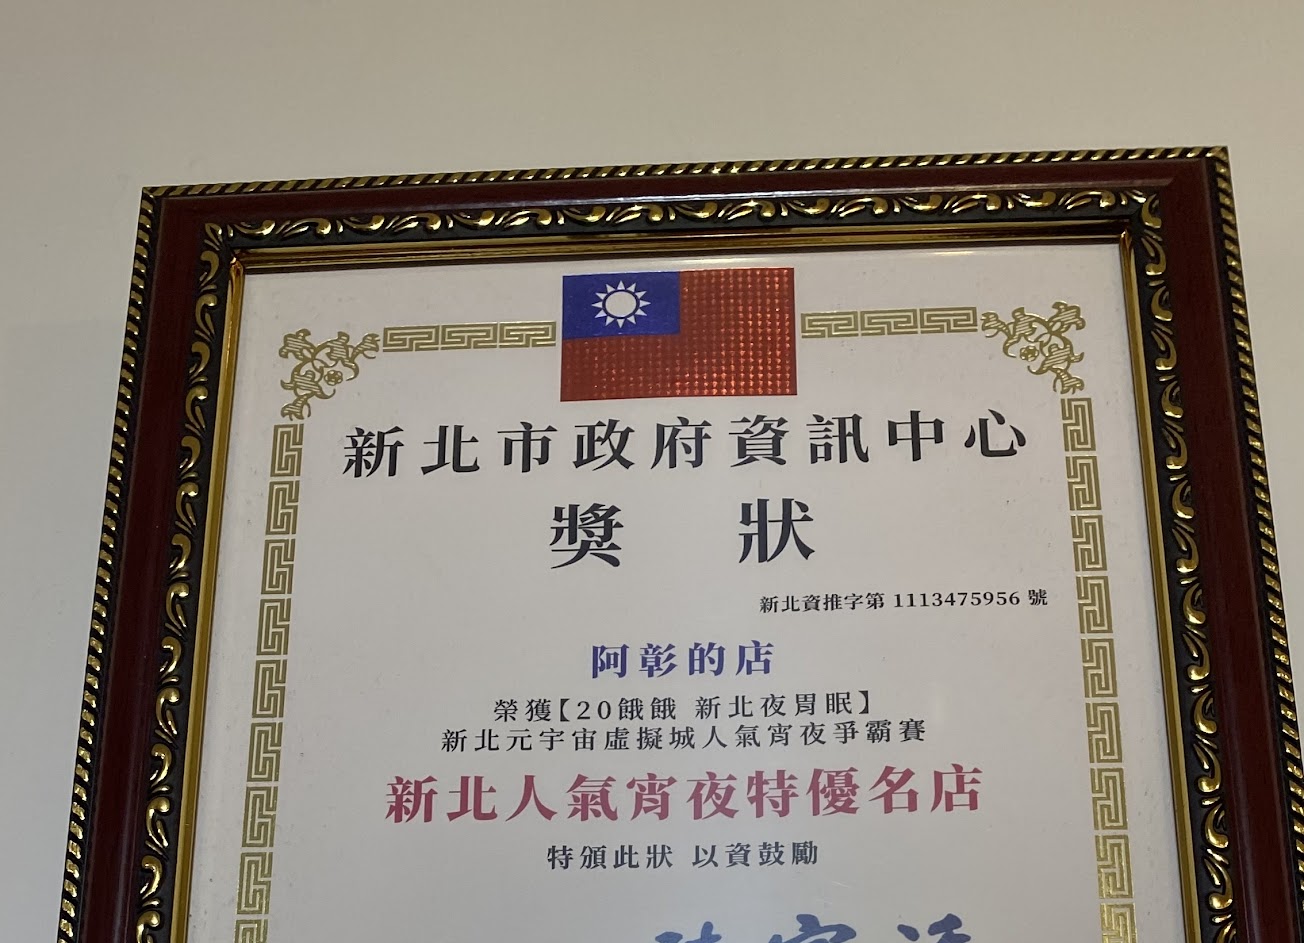 新北市政府資訊中心
獎狀
新北資推字第 1113475956 號
阿彰的店
榮獲【20餓餓 新北夜胃眠】
新北元宇宙虛擬城人氣宵夜爭霸賽
新北人氣宵夜特優名店
特頒此狀 以資鼓勵